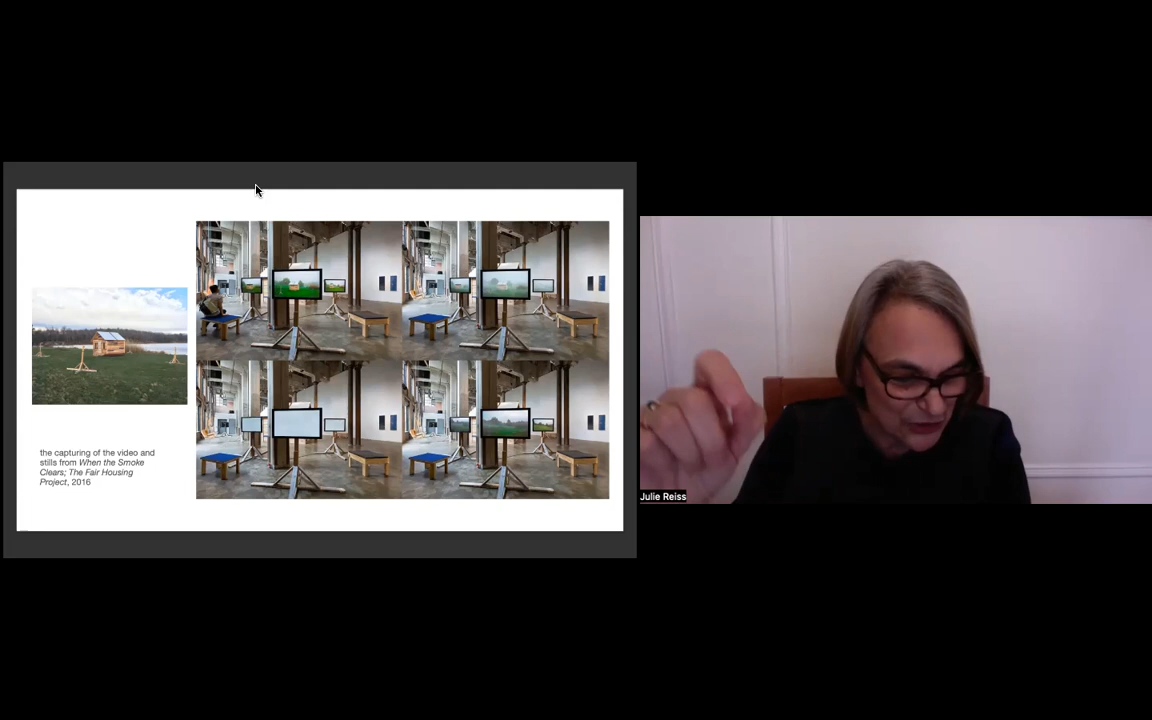 the capturing of the video and
stills from When the Smoke
Clears; The Fair Housing
Project, 2016
Julie Reiss